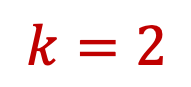 k = 2